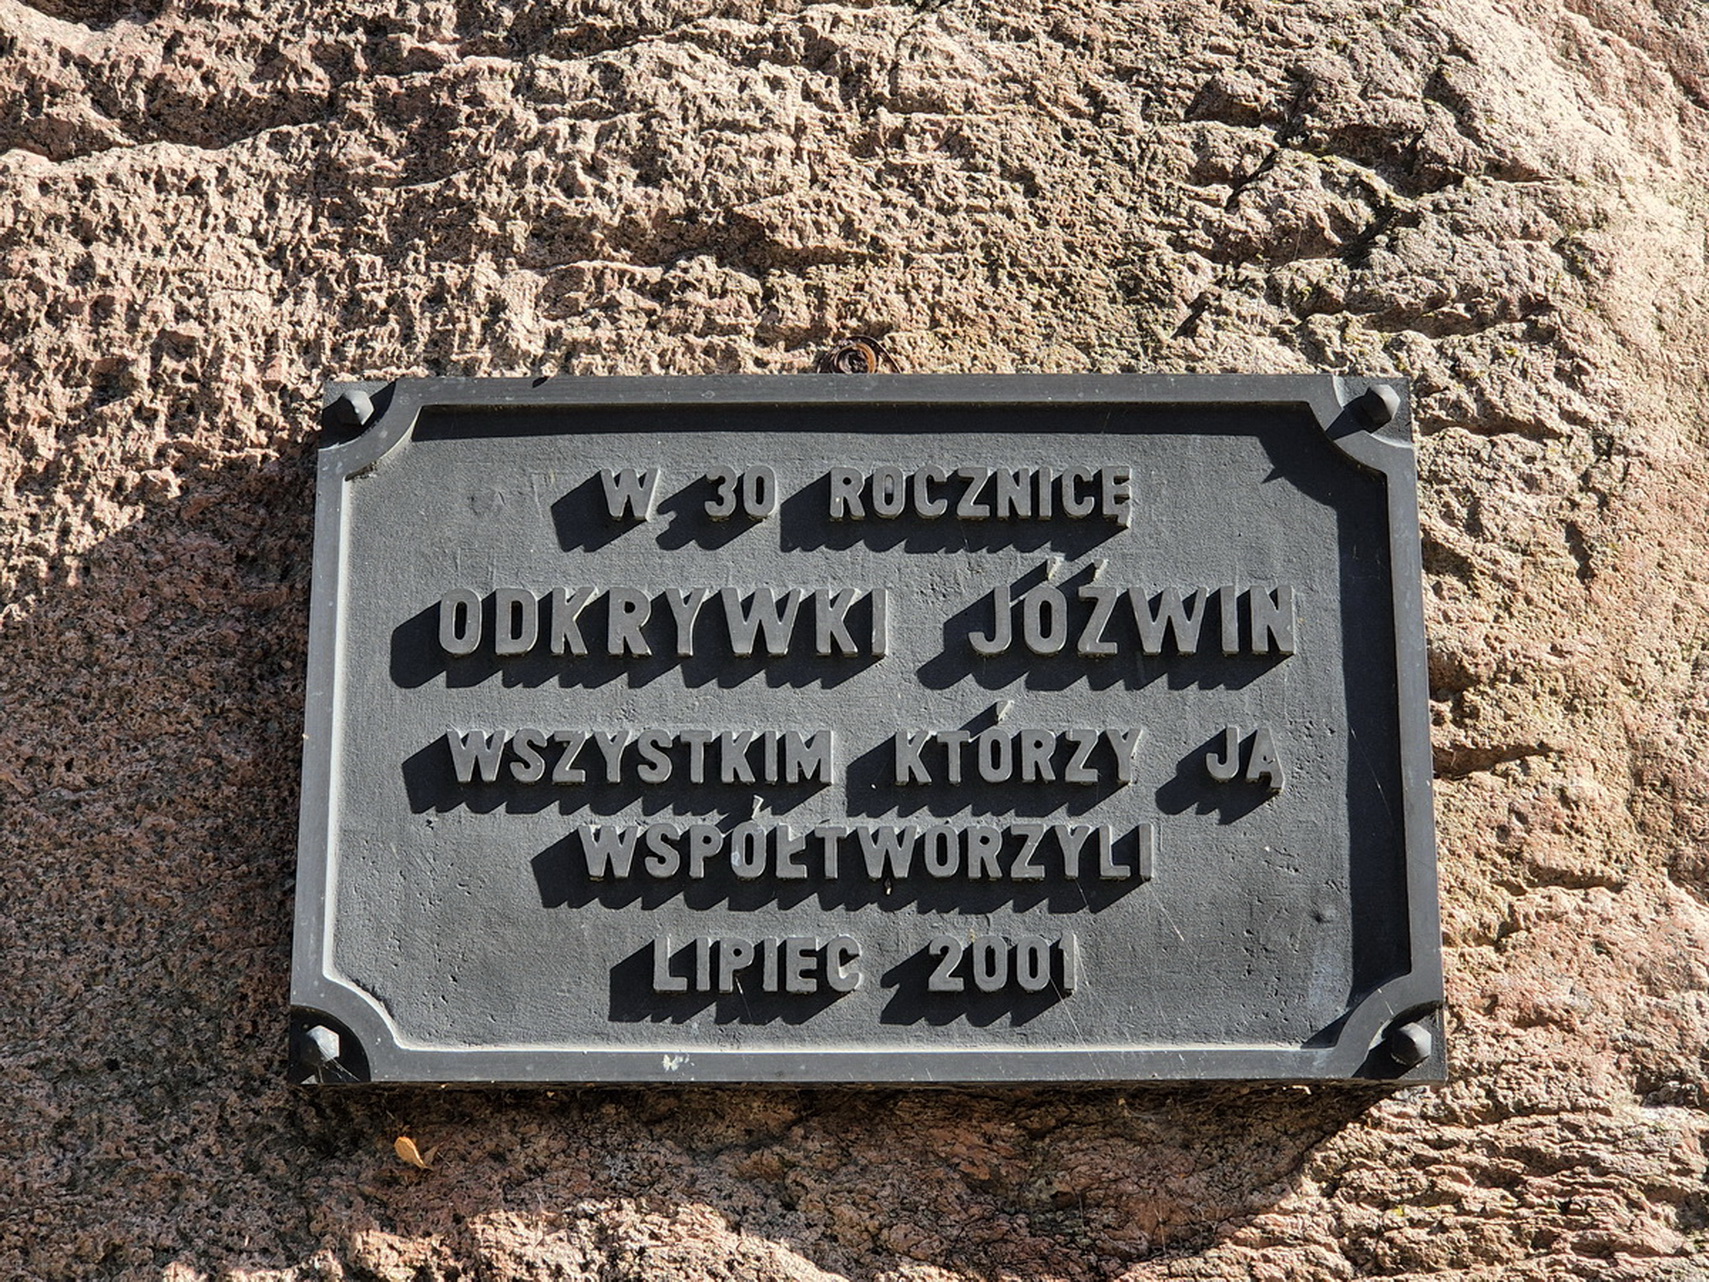 W 30 ROCZNICĘ
ODKRYWKI JÓŹWIN
WSZYSTKIM KTÓRZY JĄ
WSPÓŁTWORZYLI
LIPIEC 2001